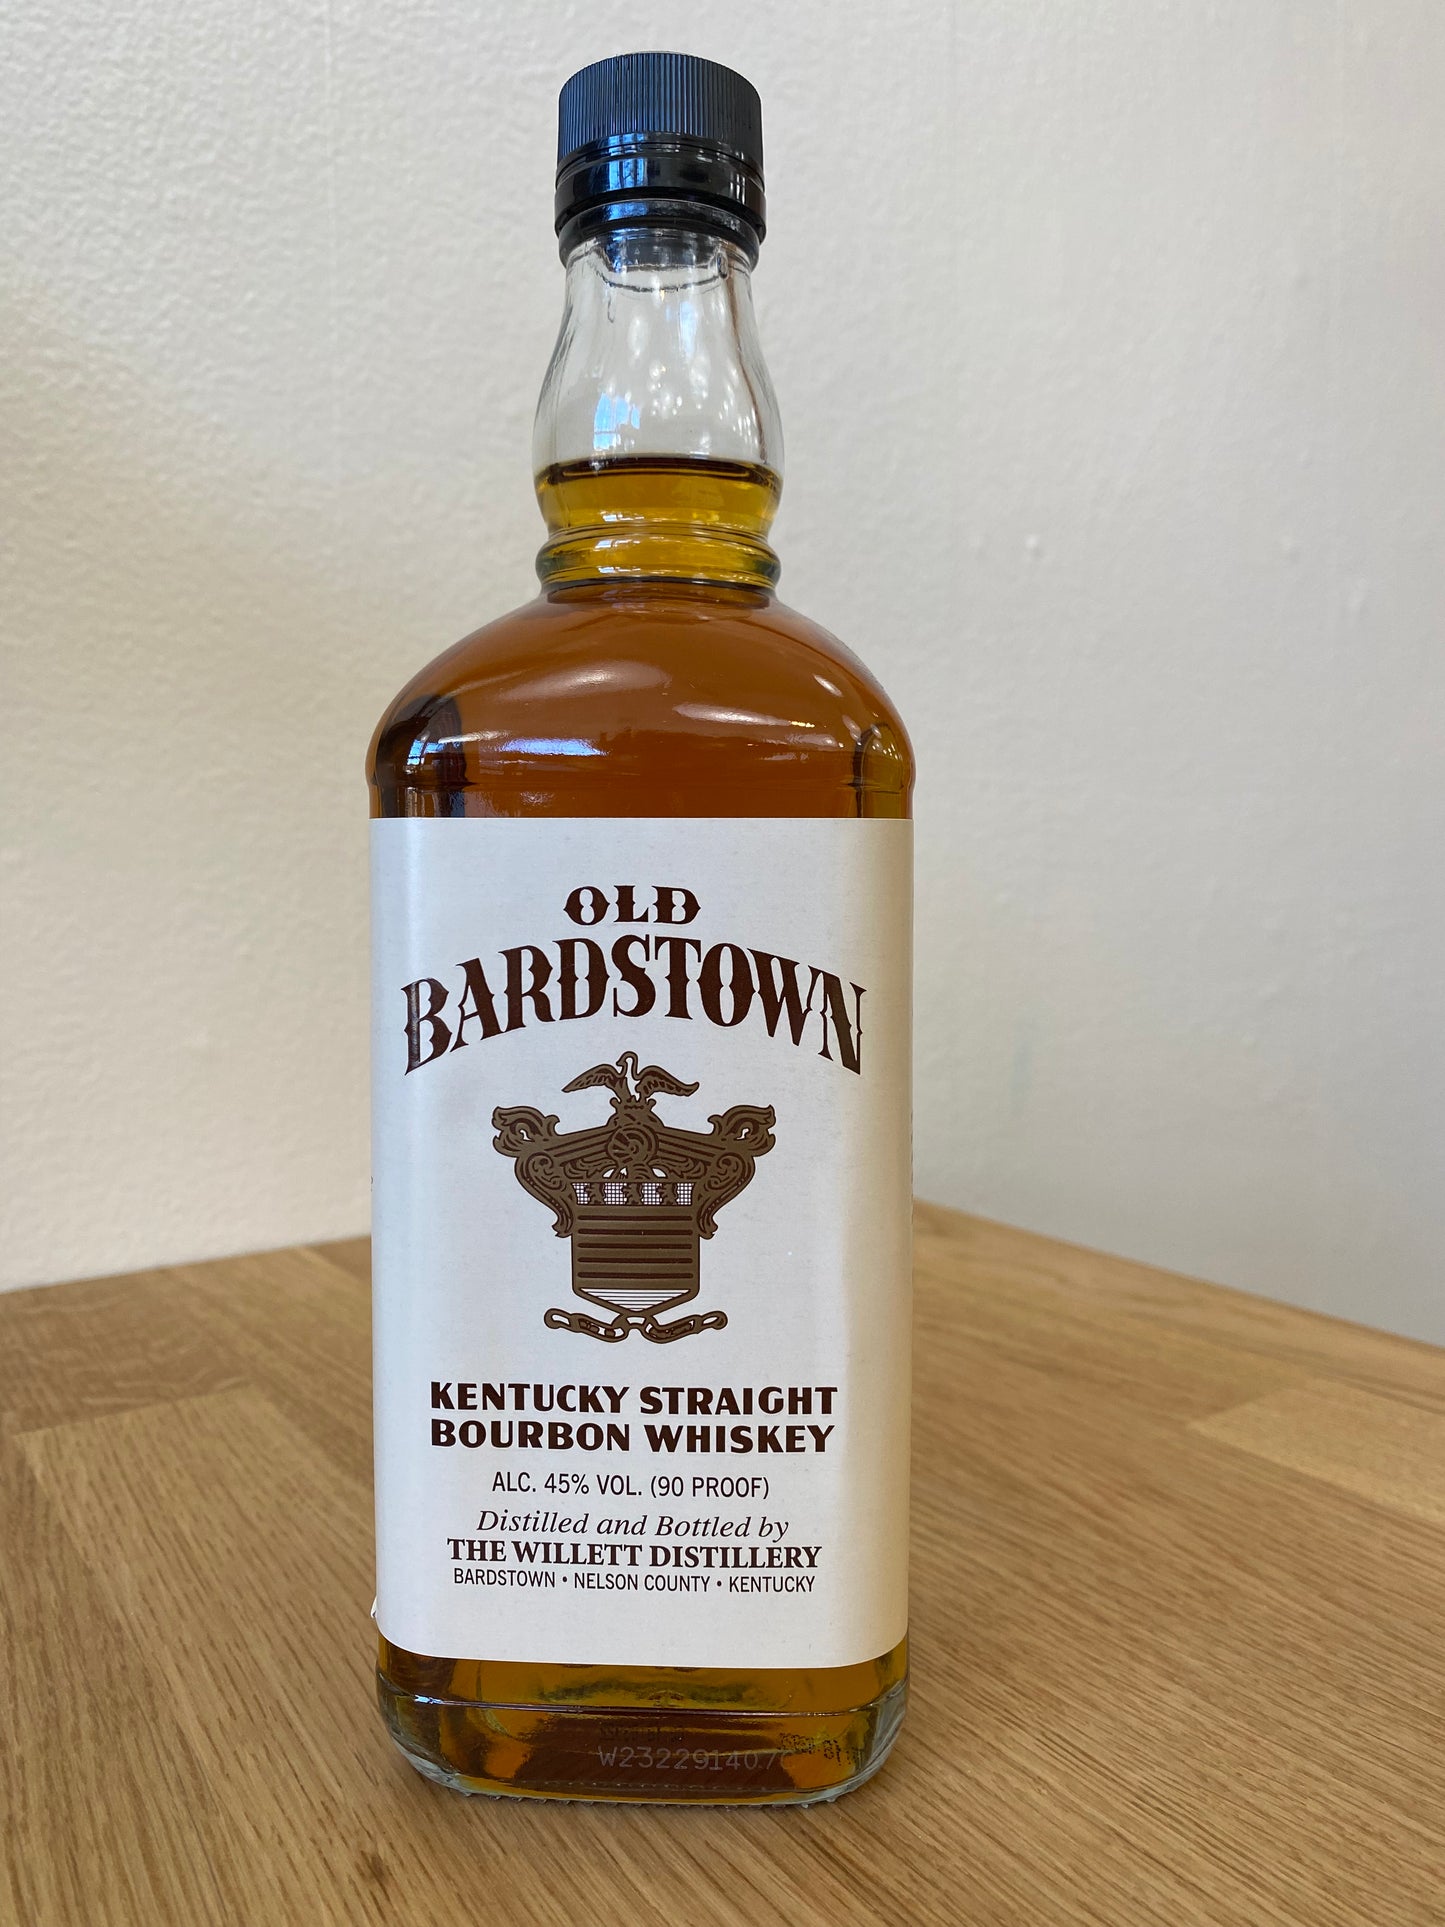 OLD
BARDSTOWN
KENTUCKY STRAIGHT
BOURBON WHISKEY
ALC. 45% VOL. (90 PROOF)
Distilled and Bottled by
THE WILLETT DISTILLERY
BARDSTOWN • NELSON COUNTY • KENTUCKY
W232291407